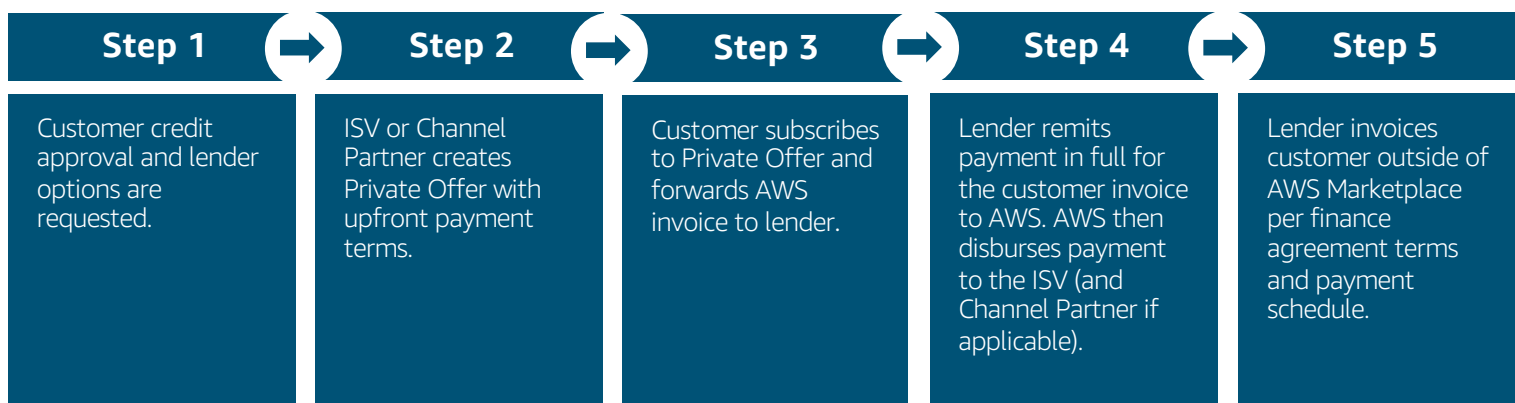 Step 1
Step 2
Step 3
Step 4
Step 5
Customer credit
approval and lender
options are
requested.
ISV or Channel
Partner creates
Private Offer with
upfront payment
terms.
Customer subscribes
to Private Offer and
forwards AWS
invoice to lender.
Lender remits
payment in full for
the customer invoice
to AWS. AWS then
disburses payment
to the ISV (and
Channel Partner if
applicable).
Lender invoices
customer outside of
AWS Marketplace
per finance
agreement terms
and payment
schedule.